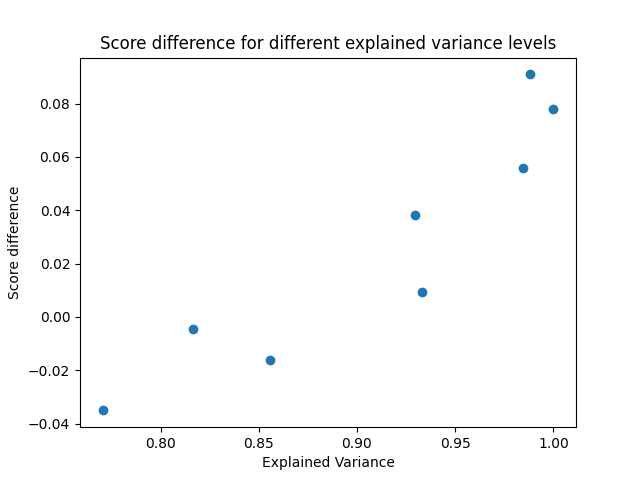 Score difference for different explained variance levels
0.08
0.06
0.04
0.02
0.00
−0.02
−0.04
Score difference
0.80 0.85 0.90 0.95 1.00
Explained Variance